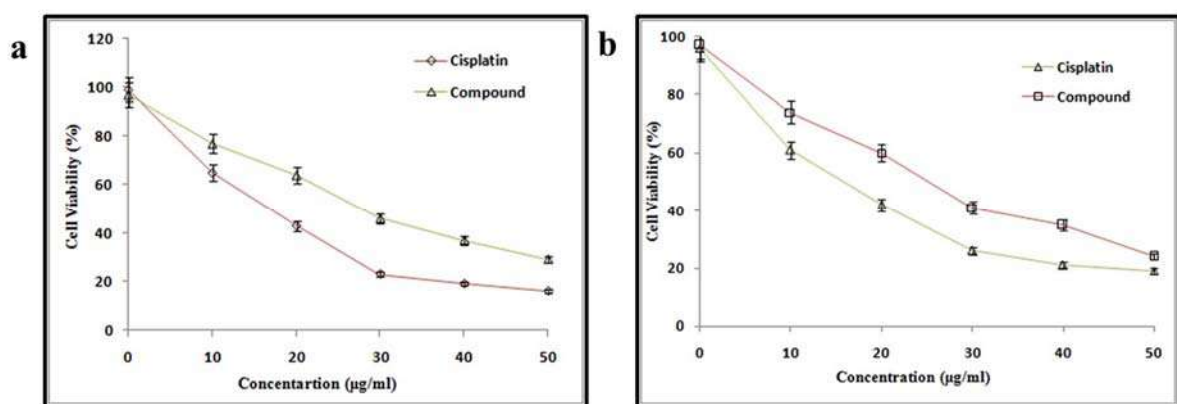 a
120
100
80
60
40
20
0
Cell Viability (%)
Cisplatin
Compound
0 10 20 30 40 50
Concentartion (µg/ml)
b
100
80
60
40
20
0
Cell Viability (%)
Cisplatin
Compound
0 10 20 30 40 50
Concentration (µg/ml)